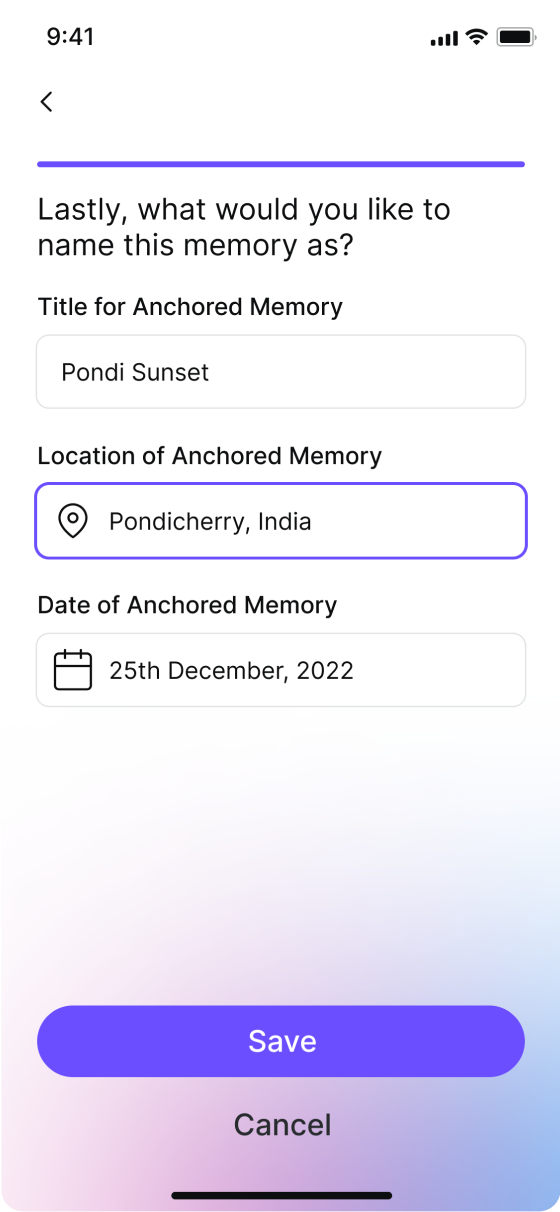 9:41
Lastly, what would you like to
name this memory as?
Title for Anchored Memory
Pondi Sunset
Location of Anchored Memory
Pondicherry, India
Date of Anchored Memory
25th December, 2022
Save
Cancel